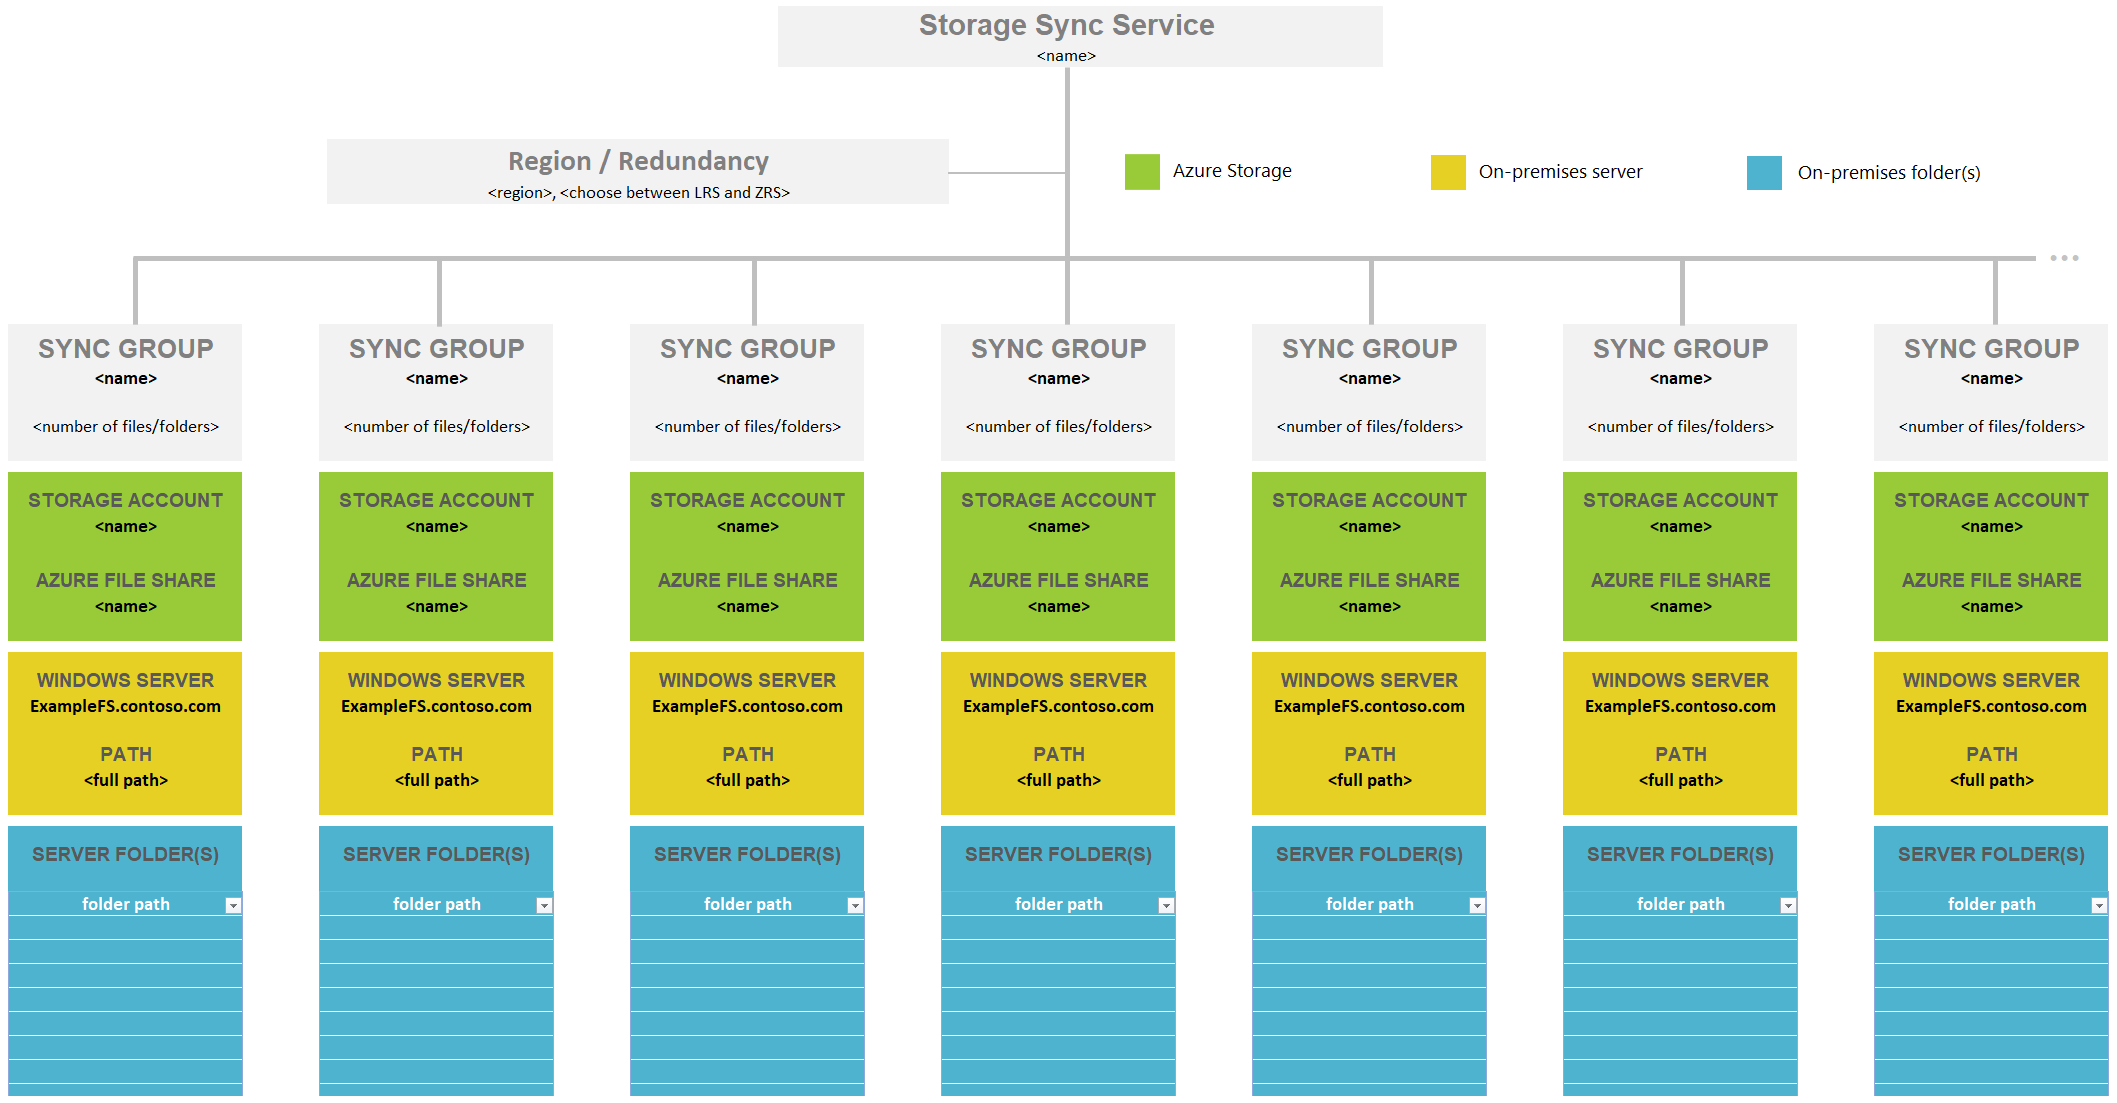 Storage Sync Service
<name>
Region / Redundancy
<region>, <choose between LRS and ZRS>
Azure Storage
On-premises server
On-premises folder(s)
...
SYNC GROUP
<name>
<number of files/folders>
STORAGE ACCOUNT
<name>
AZURE FILE SHARE
<name>
WINDOWS SERVER
ExampleFS.contoso.com
PATH
<full path>
SERVER FOLDER(S)
folder path
SYNC GROUP
<name>
<number of files/folders>
STORAGE ACCOUNT
<name>
AZURE FILE SHARE
<name>
WINDOWS SERVER
ExampleFS.contoso.com
PATH
<full path>
SERVER FOLDER(S)
folder path
SYNC GROUP
<name>
<number of files/folders>
STORAGE ACCOUNT
<name>
AZURE FILE SHARE
<name>
WINDOWS SERVER
ExampleFS.contoso.com
PATH
<full path>
SERVER FOLDER(S)
folder path
SYNC GROUP
<name>
<number of files/folders>
STORAGE ACCOUNT
<name>
AZURE FILE SHARE
<name>
WINDOWS SERVER
ExampleFS.contoso.com
PATH
<full path>
SERVER FOLDER(S)
folder path
SYNC GROUP
<name>
<number of files/folders>
STORAGE ACCOUNT
<name>
AZURE FILE SHARE
<name>
WINDOWS SERVER
ExampleFS.contoso.com
PATH
<full path>
SERVER FOLDER(S)
folder path
SYNC GROUP
<name>
<number of files/folders>
STORAGE ACCOUNT
<name>
AZURE FILE SHARE
<name>
WINDOWS SERVER
ExampleFS.contoso.com
PATH
<full path>
SERVER FOLDER(S)
folder path
SYNC GROUP
<name>
<number of files/folders>
STORAGE ACCOUNT
<name>
AZURE FILE SHARE
<name>
WINDOWS SERVER
ExampleFS.contoso.com
PATH
<full path>
SERVER FOLDER(S)
folder path